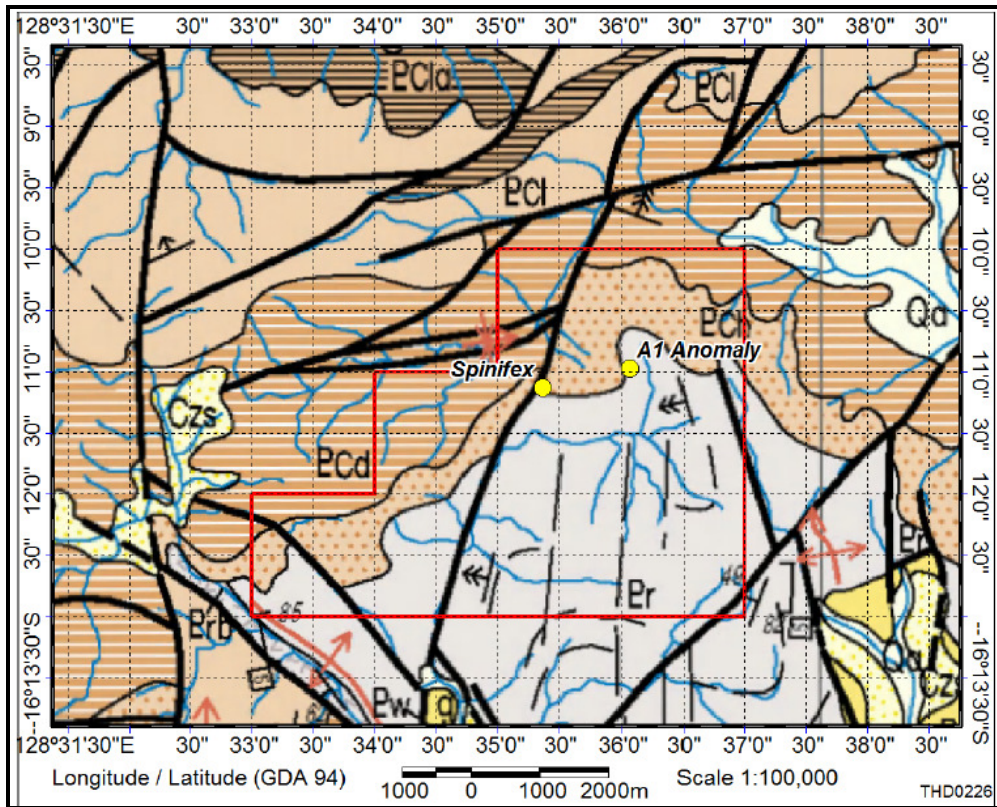 128°31'30"E 30" 33'0" 30" 34'0" 30" 35'0" 30" 36'0" 30" 37'0" 30" 38'0" 30"
30"
9'0"
30"
10'0"
30"
11'0"
30"
12'0"
30"
--16°13'30"S
30"
9'0"
30"
10'0"
30"
11'0"
30"
12'0"
30"
--16°13'30"S
PCla
PCl
PCl
Qa
PCh
A1 Anomaly
Spinifex
Czs
PCd
Pr
Pr
46
85
PrB
Pw
Czs
128°31'30"E 30" 33'0" 30" 34'0" 30" 35'0" 30" 36'0" 30" 37'0" 30" 38'0" 30"
Longitude / Latitude (GDA 94)
1000 0 1000 2000m
Scale 1:100,000
THD0226